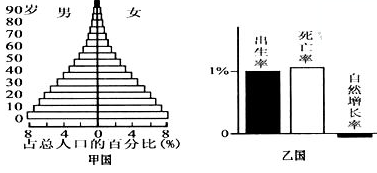 90岁 男 女
80
70
60
50
40
30
20
10
0
8 4 0 4 8
占总人口的百分比(%)
甲国
出生率
死亡率
自然增长率
1%
0
乙国